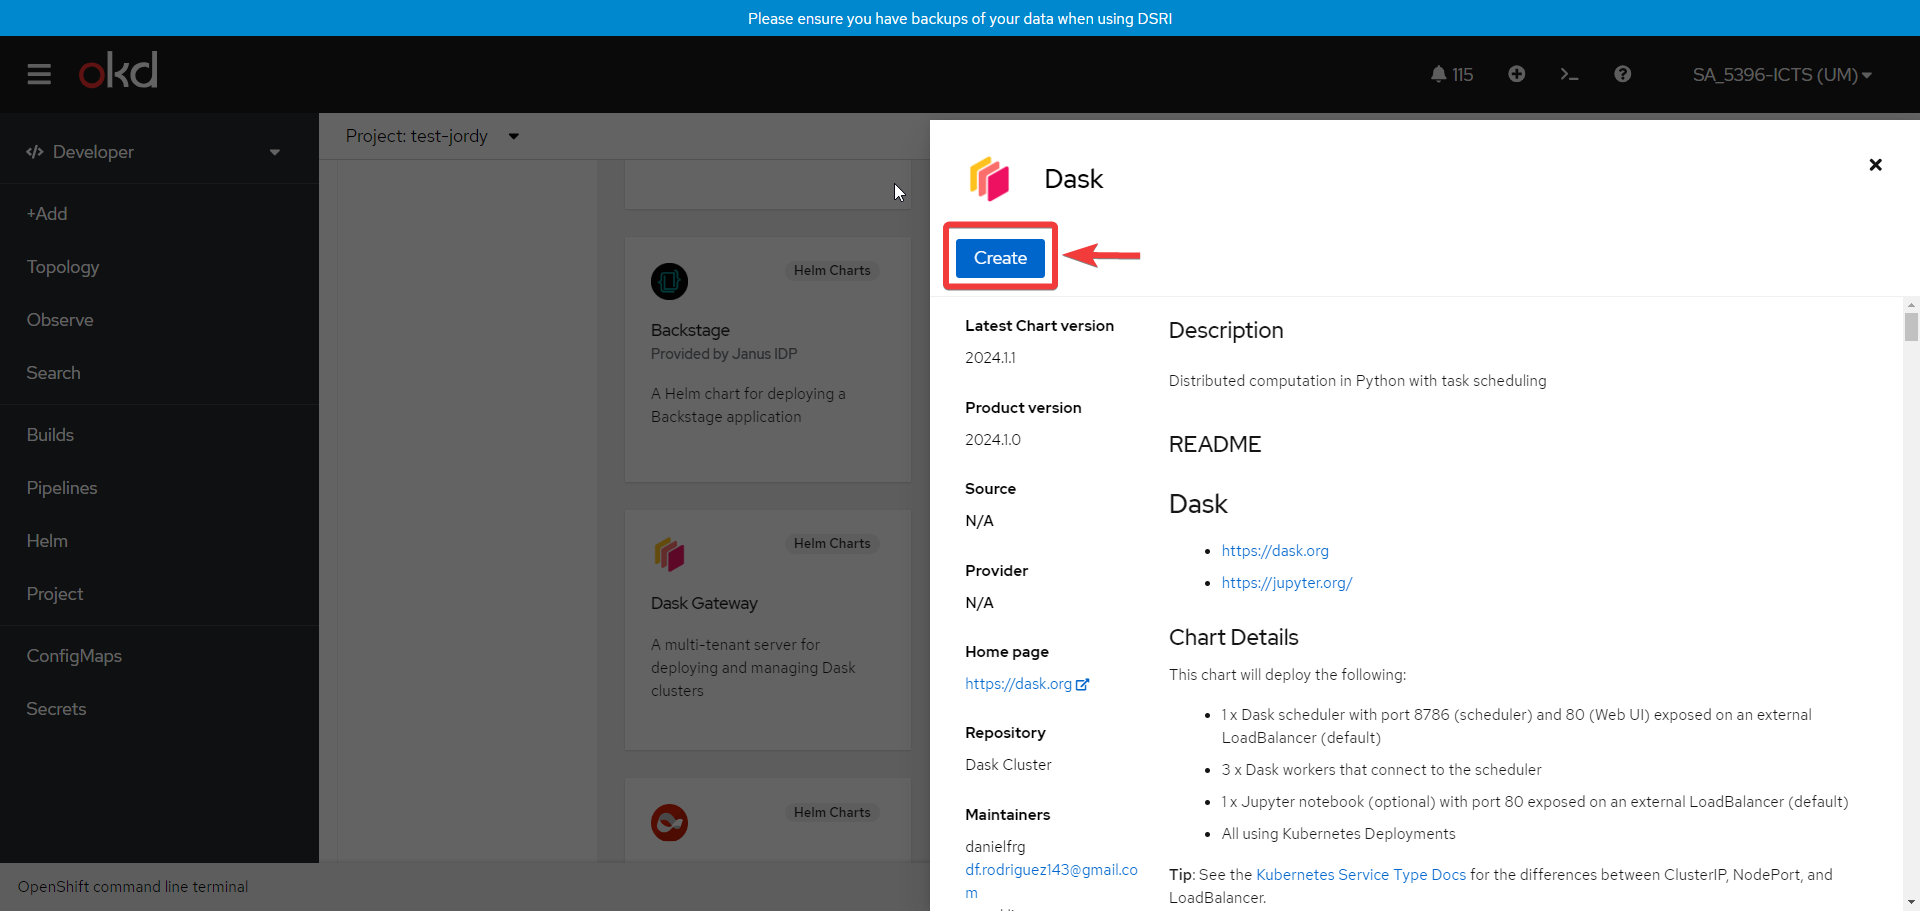 Please ensure you have backups of your data when using DSRI
okd
115
SA_5396-ICTS (UM)
Developer
+Add
Topology
Observe
Search
Builds
Pipelines
Helm
Project
ConfigMaps
Secrets
Project: test-jordy
Helm Charts
Backstage
Provided by Janus IDP
A Helm chart for deploying a
Backstage application
Helm Charts
Dask Gateway
A multi-tenant server for
deploying and managing Dask
clusters
Helm Charts
Dask
Create
Latest Chart version
2024.1.1
Product version
2024.1.0
Source
N/A
Provider
N/A
Home page
https://dask.org
Repository
Dask Cluster
Maintainers
danielfrg
df.rodriguez143@gmail.co
m
Description
Distributed computation in Python with task scheduling
README
Dask
https://dask.org
https://jupyter.org/
Chart Details
This chart will deploy the following:
1 x Dask scheduler with port 8786 (scheduler) and 80 (Web UI) exposed on an external
LoadBalancer (default)
3 x Dask workers that connect to the scheduler
1 x Jupyter notebook (optional) with port 80 exposed on an external LoadBalancer (default)
All using Kubernetes Deployments
Tip: See the Kubernetes Service Type Docs for the differences between ClusterIP, NodePort, and
LoadBalancer.
OpenShift command line terminal